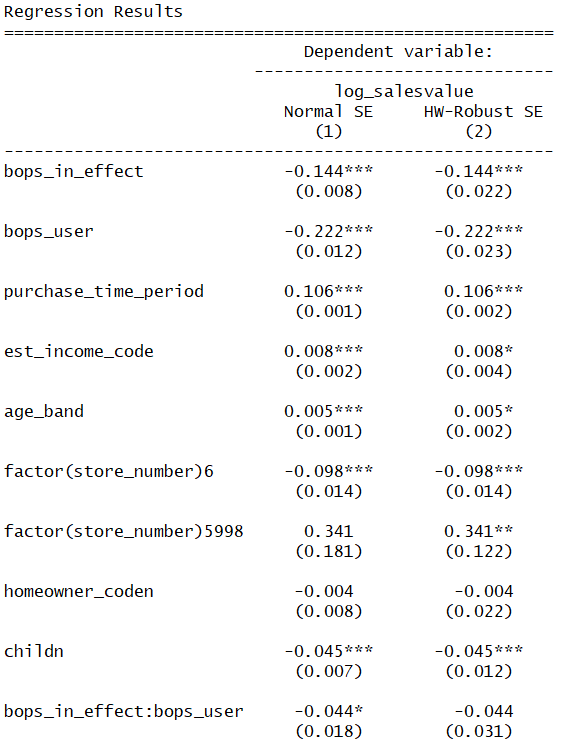 Regression Results
=======================================================
Dependent variable:
------------------------------
log_salesvalue
Normal SE HW-Robust SE
(1) (2)
-------------------------------------------------------
bops_in_effect -0.144*** -0.144***
(0.008) (0.022)
bops_user -0.222*** -0.222***
(0.012) (0.023)
purchase_time_period 0.106*** 0.106***
(0.001) (0.002)
est_income_code 0.008*** 0.008*
(0.002) (0.004)
age_band 0.005*** 0.005*
(0.001) (0.002)
factor(store_number)6 -0.098*** -0.098***
(0.014) (0.014)
factor(store_number)5998 0.341 0.341**
(0.181) (0.122)
homeowner_coden -0.004 -0.004
(0.008) (0.022)
childn -0.045*** -0.045***
(0.007) (0.012)
bops_in_effect:bops_user -0.044* -0.044
(0.018) (0.031)